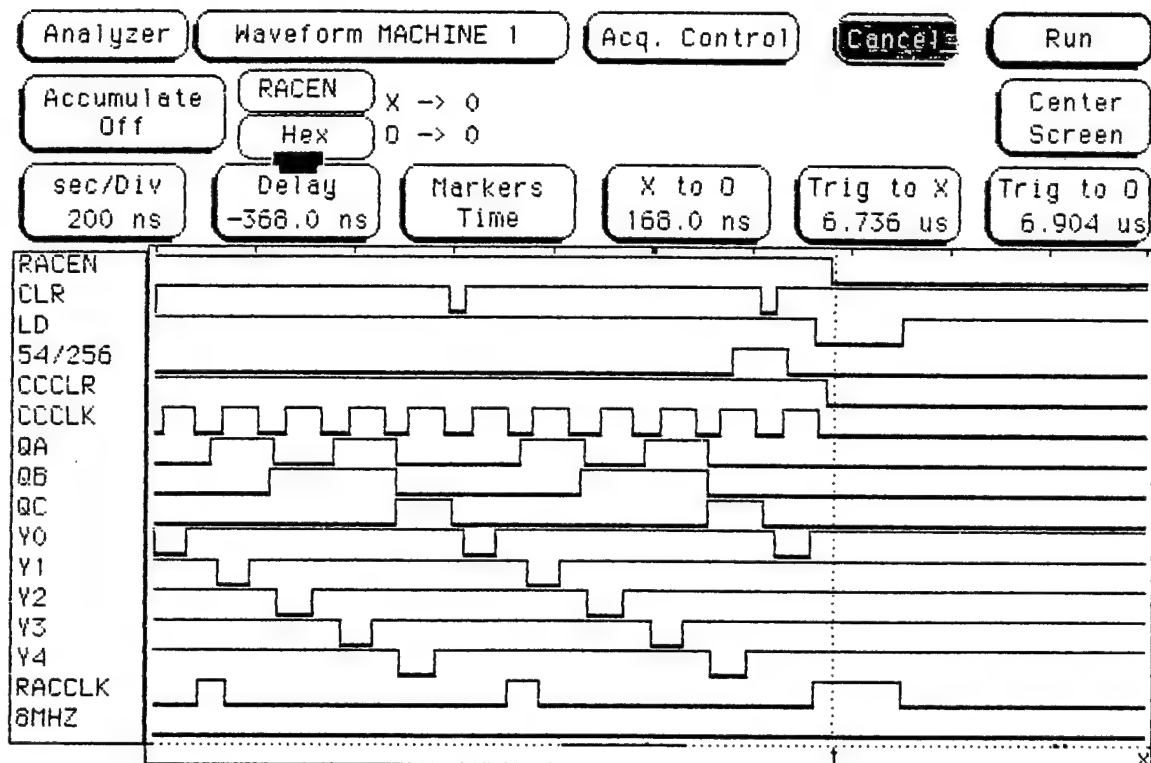 Analyzer Waveform MACHINE 1 Acq. Control Cancel Run
Accumulate Off
RACEN X -> 0
Hex O -> 0
Center Screen
sec/Div Delay Markers X to O Trig to X Trig to O
200 ns -368.0 ns Time 168.0 ns 6.736 us 6.904 us
RACEN
CLR
LD
54/256
CCCLR
CCCLK
QA
QB
QC
Y0
Y1
Y2
Y3
Y4
RACCLK
8MHZ
t X